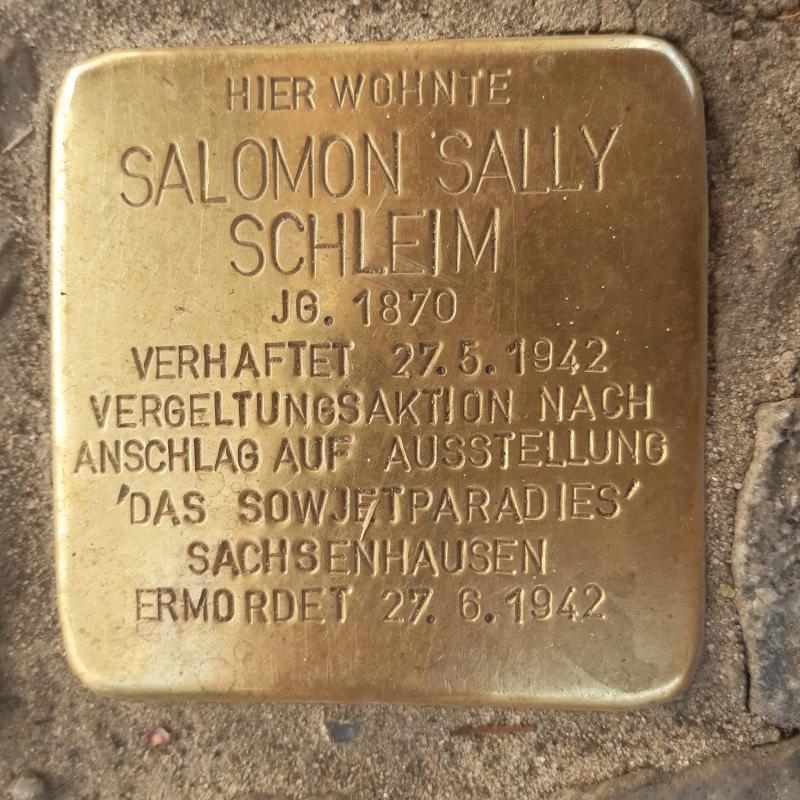 HIER WOHNTE
SALOMON SALLY
SCHLEIM
JG. 1870
VERHAFTET 27. 5. 1942
VERGELTUNGSAKTION NACH
ANSCHLAG AUF AUSSTELLUNG
'DAS SOWJETPARADIES'
SACHSENHAUSEN
ERMORDET 27. 6. 1942